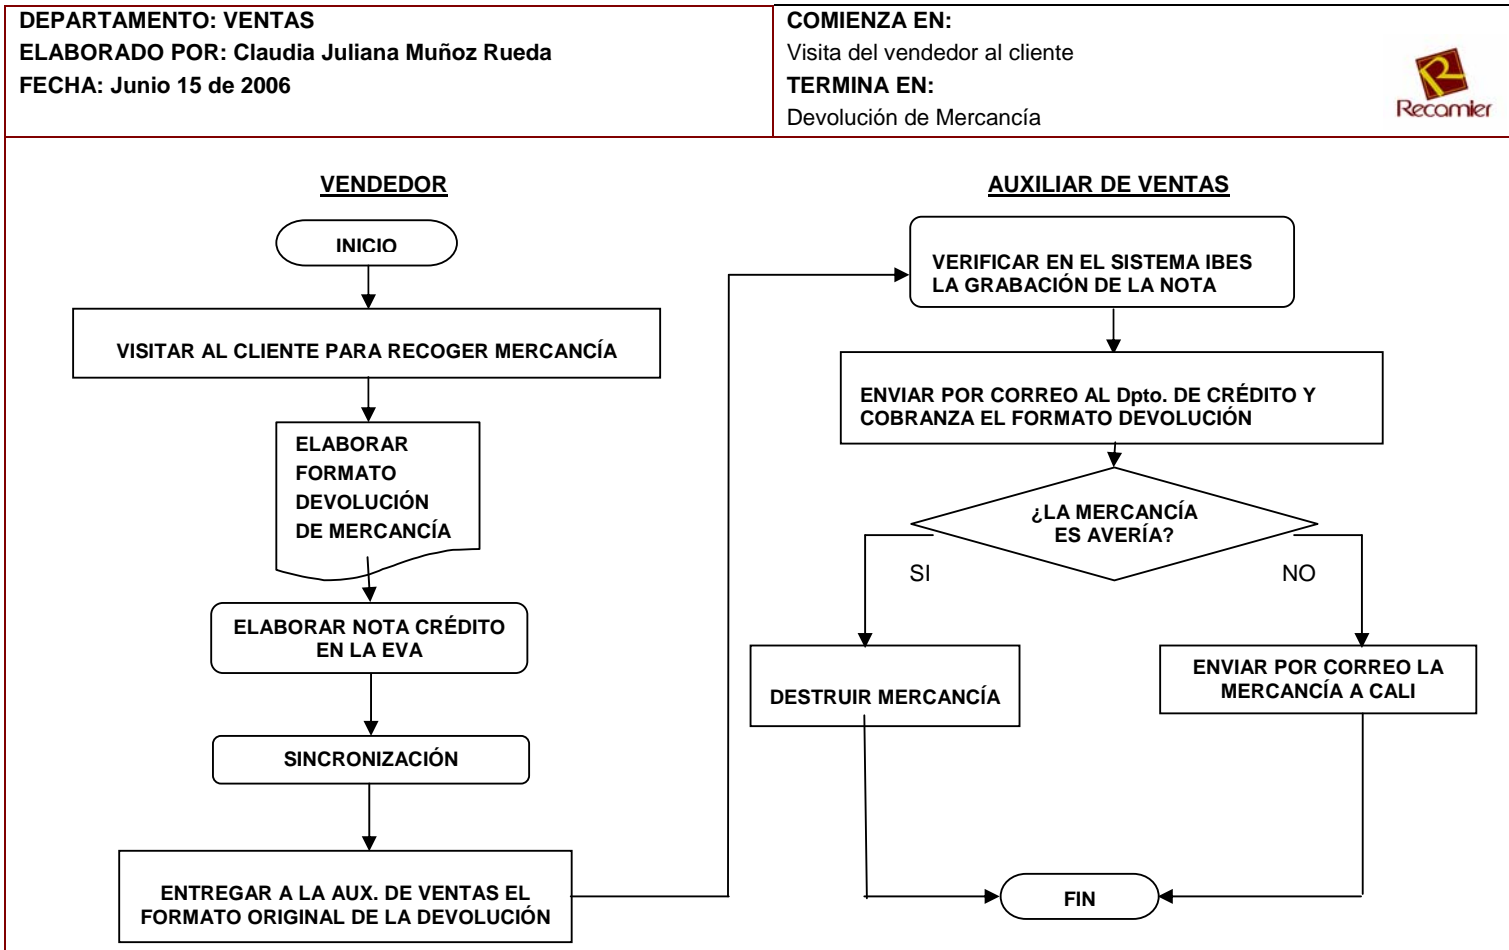 DEPARTAMENTO: VENTAS
ELABORADO POR: Claudia Juliana Muñoz Rueda
FECHA: Junio 15 de 2006
COMIENZA EN:
Visita del vendedor al cliente
TERMINA EN:
Devolución de Mercancía
R
Recamier
VENDEDOR
INICIO
VISITAR AL CLIENTE PARA RECOGER MERCANCÍA
ELABORAR
FORMATO
DEVOLUCIÓN
DE MERCANCÍA
ELABORAR NOTA CRÉDITO
EN LA EVA
SINCRONIZACIÓN
ENTREGAR A LA AUX. DE VENTAS EL
FORMATO ORIGINAL DE LA DEVOLUCIÓN
AUXILIAR DE VENTAS
VERIFICAR EN EL SISTEMA IBES
LA GRABACIÓN DE LA NOTA
ENVIAR POR CORREO AL Dpto. DE CRÉDITO Y
COBRANZA EL FORMATO DEVOLUCIÓN
¿LA MERCANCÍA
ES AVERÍA?
SI
NO
DESTRUIR MERCANCÍA
ENVIAR POR CORREO LA
MERCANCÍA A CALI
FIN